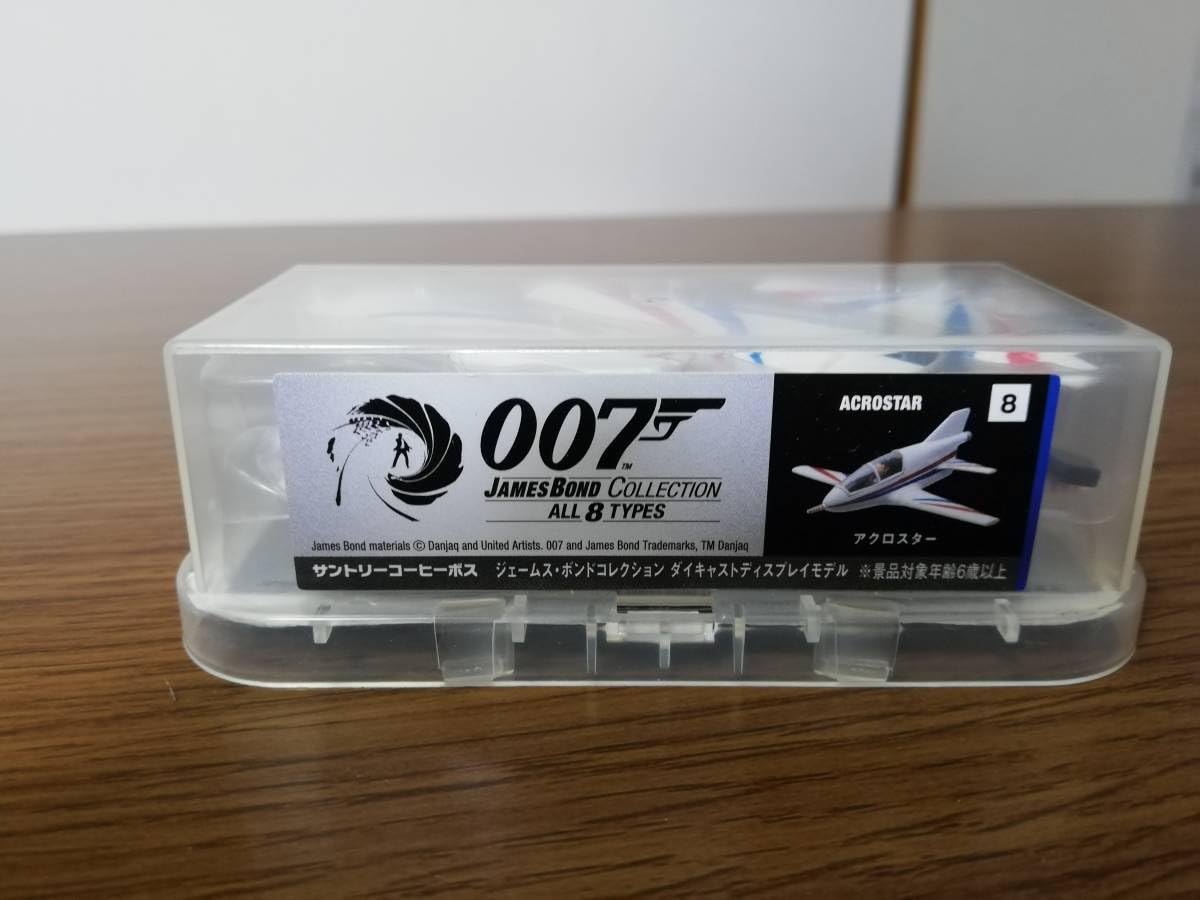 007™
JAMES BOND COLLECTION
ALL 8 TYPES
James Bond materials © Danjaq and United Artists. 007 and James Bond Trademarks, TM Danjaq
ACROSTAR
8
アクロスター
サントリーコーヒーボス ジェームス・ボンドコレクション ダイキャストディスプレイモデル ※景品対象年齢6歳以上